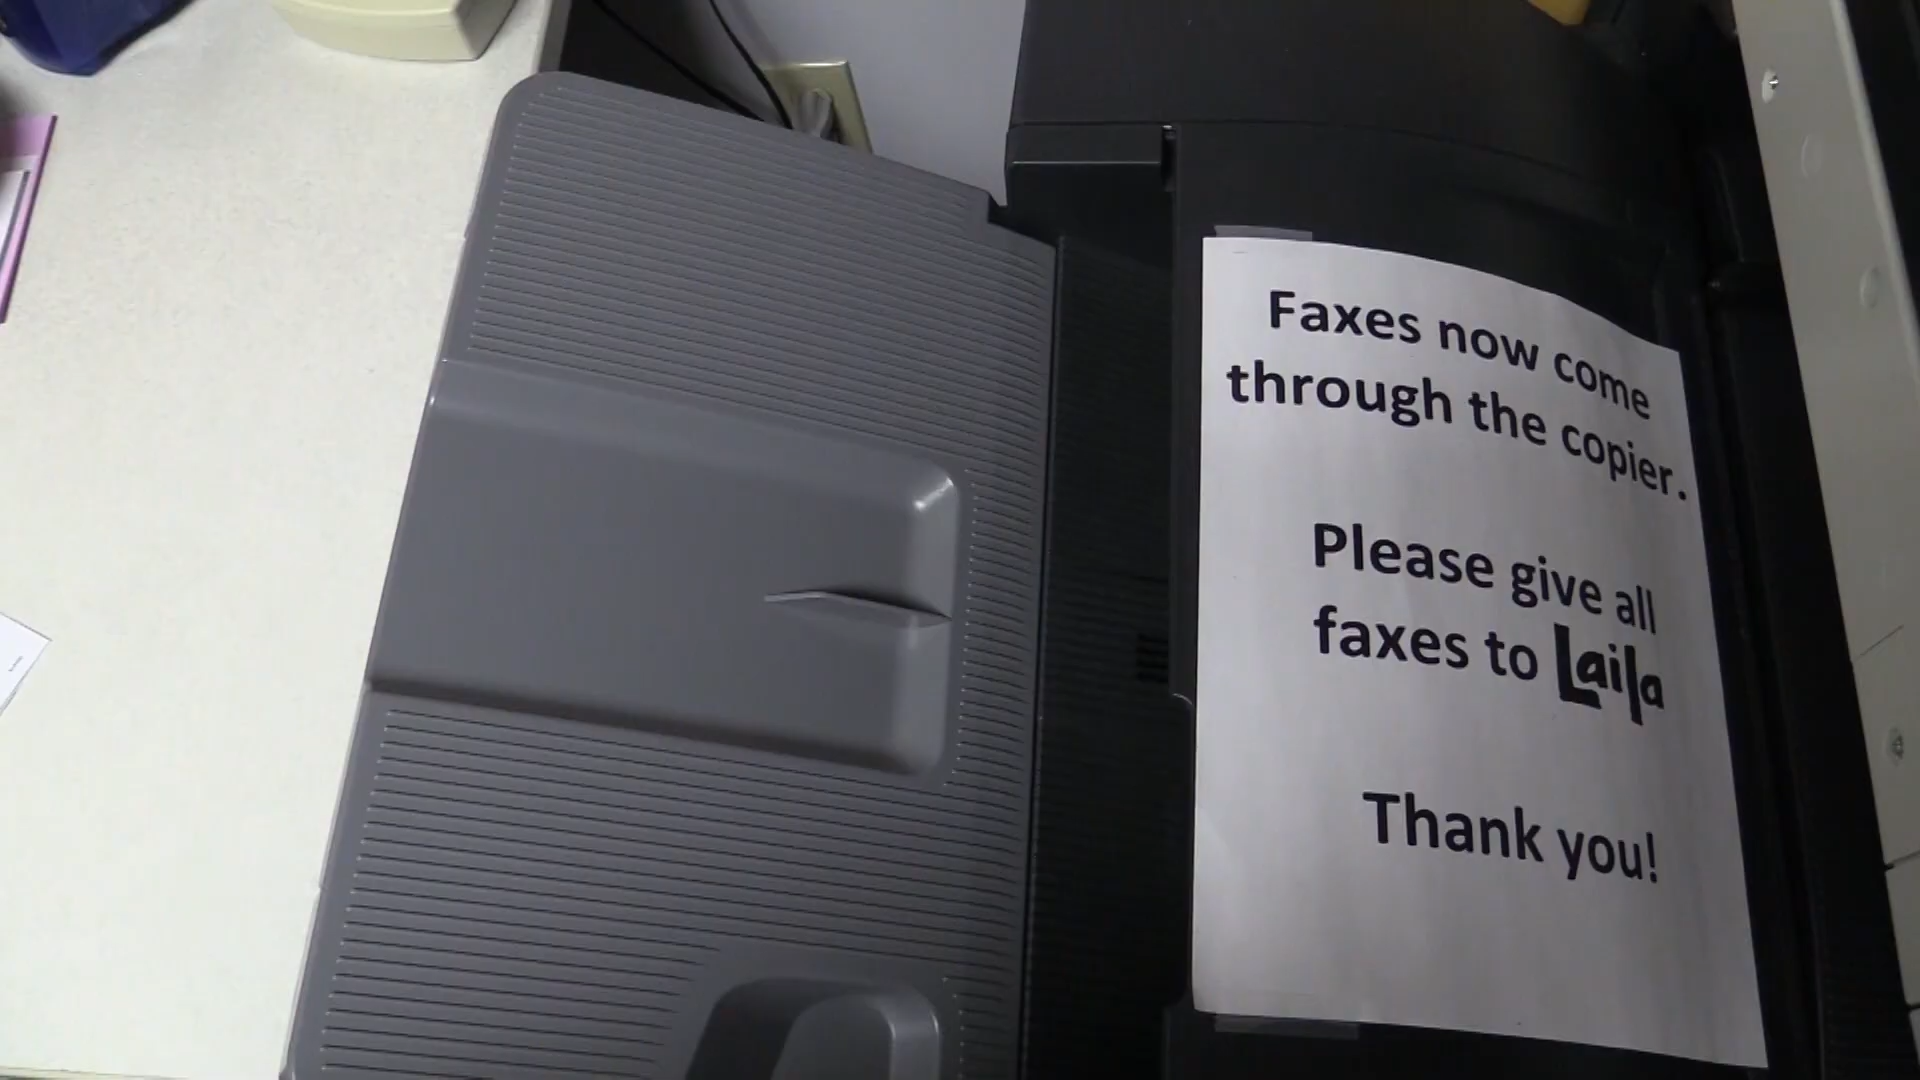 Faxes now come
through the copier.
Please give all
faxes to Laila
Thank you!